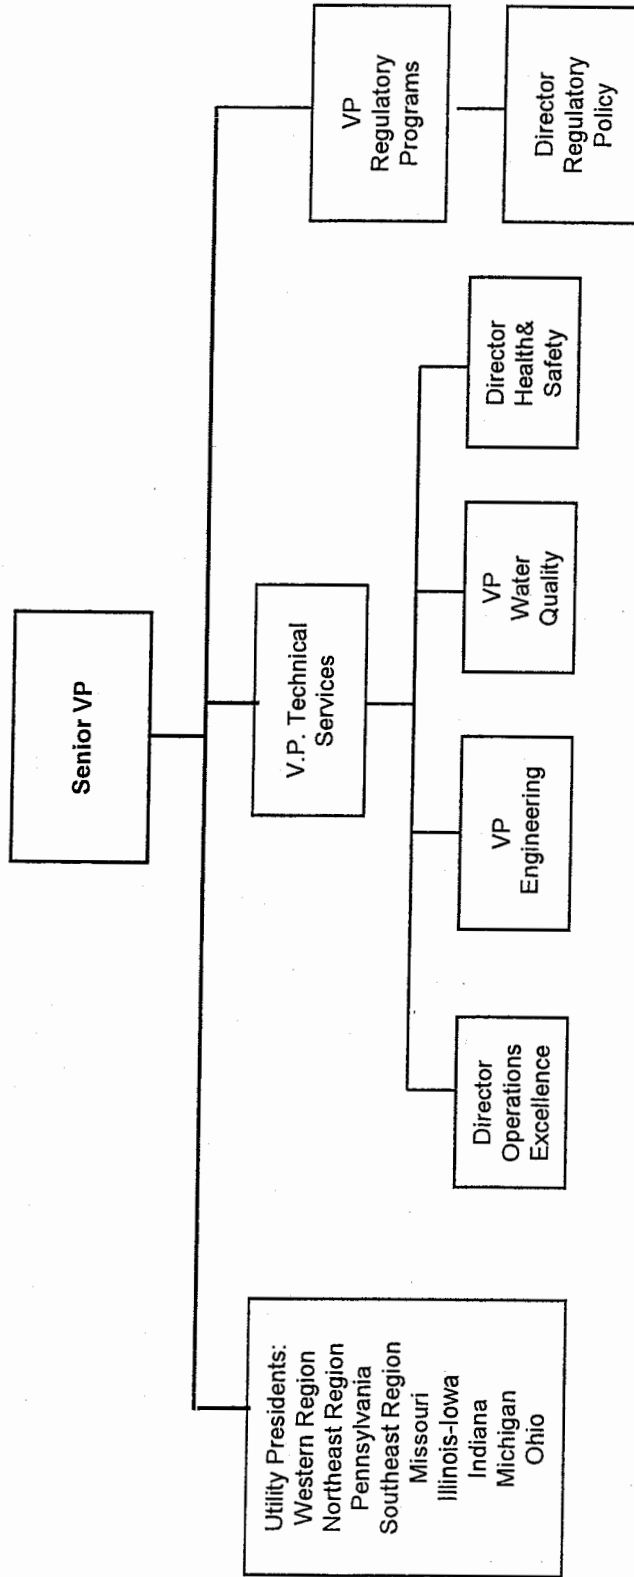 Senior VP
Utility Presidents:
Western Region
Northeast Region
Pennsylvania
Southeast Region
Missouri
Illinois-Iowa
Indiana
Michigan
Ohio
V.P. Technical
Services
VP
Regulatory
Programs
Director
Operations
Excellence
VP
Engineering
VP
Water
Quality
Director
Health&
Safety
Director
Regulatory
Policy